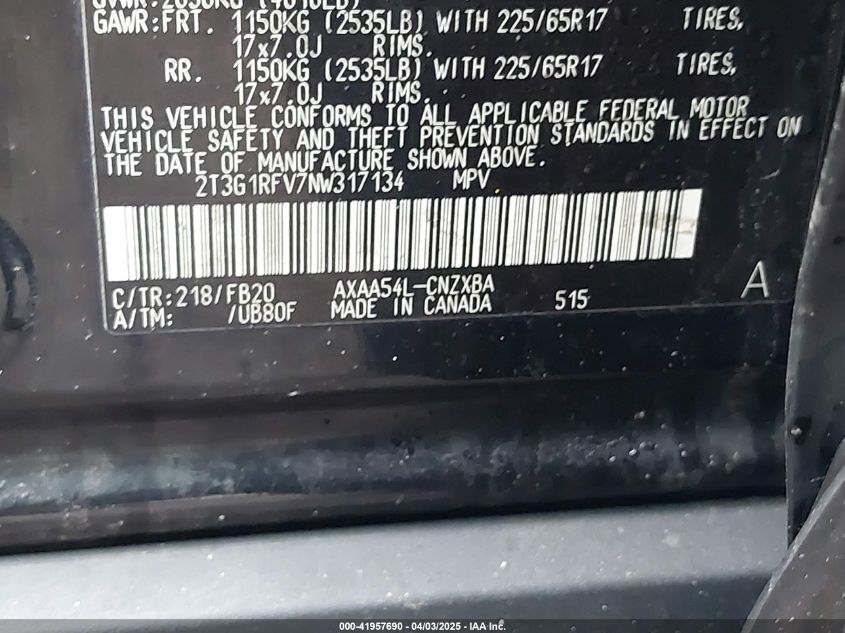 GAWR:FRT. 1150KG (2535LB) WITH 225/65R17 TIRES,
17x7.0J RIMS.
RR. 1150KG (2535LB) WITH 225/65R17 TIRES,
17x7.0J RIMS.
THIS VEHICLE CONFORMS TO ALL APPLICABLE FEDERAL MOTOR
VEHICLE SAFETY AND THEFT PREVENTION STANDARDS IN EFFECT ON
THE DATE OF MANUFACTURE SHOWN ABOVE.
2T3G1RFV7NW317134 MPV
C/TR:218/FB20 AXAA54L-CNZXBA
A/TM: /UB80F MADE IN CANADA 515 A
000-41957690 - 04/03/2025 - IAA Inc.